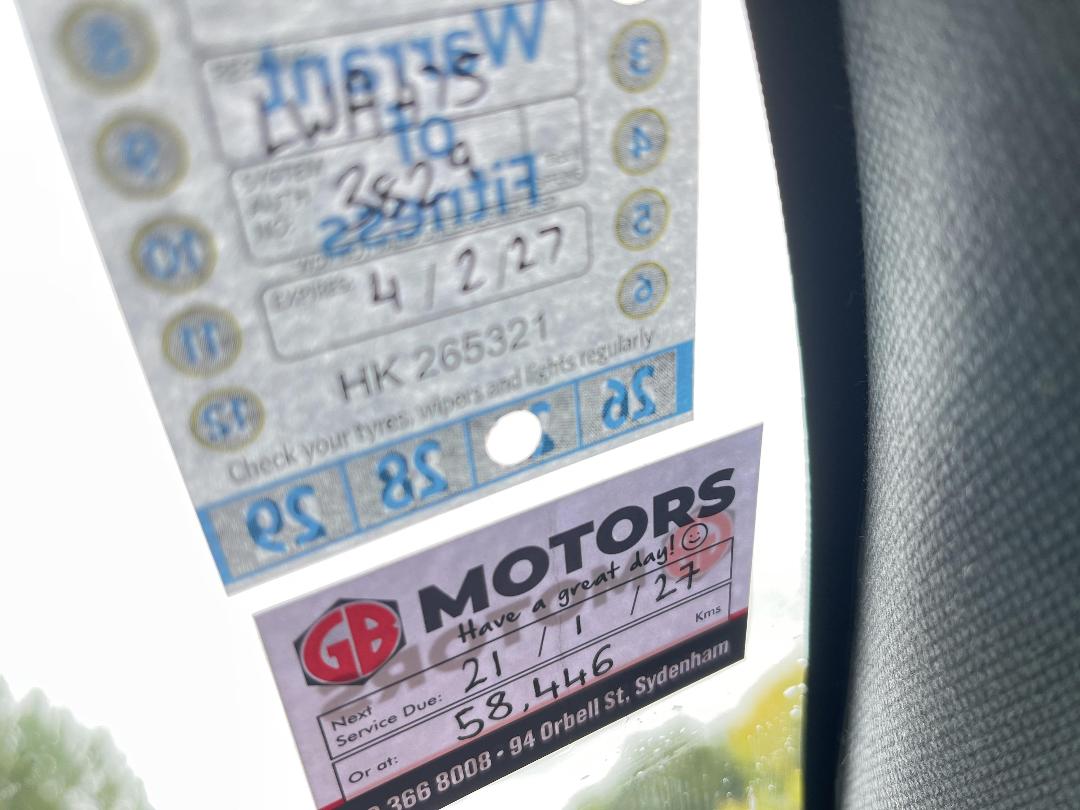 Warrant
of
Fitness
3829
EXPIRES:
4/2/27
HK 265321
Check your tyres, wipers and lights regularly
8
9
10
11
12
3
4
5
6
29
28
26
GB MOTORS
Have a great day!
Next
Service Due: 21 / 1 / 27
Or at: 58,446 Kms
366 8008 • 94 Orbell St, Sydenham